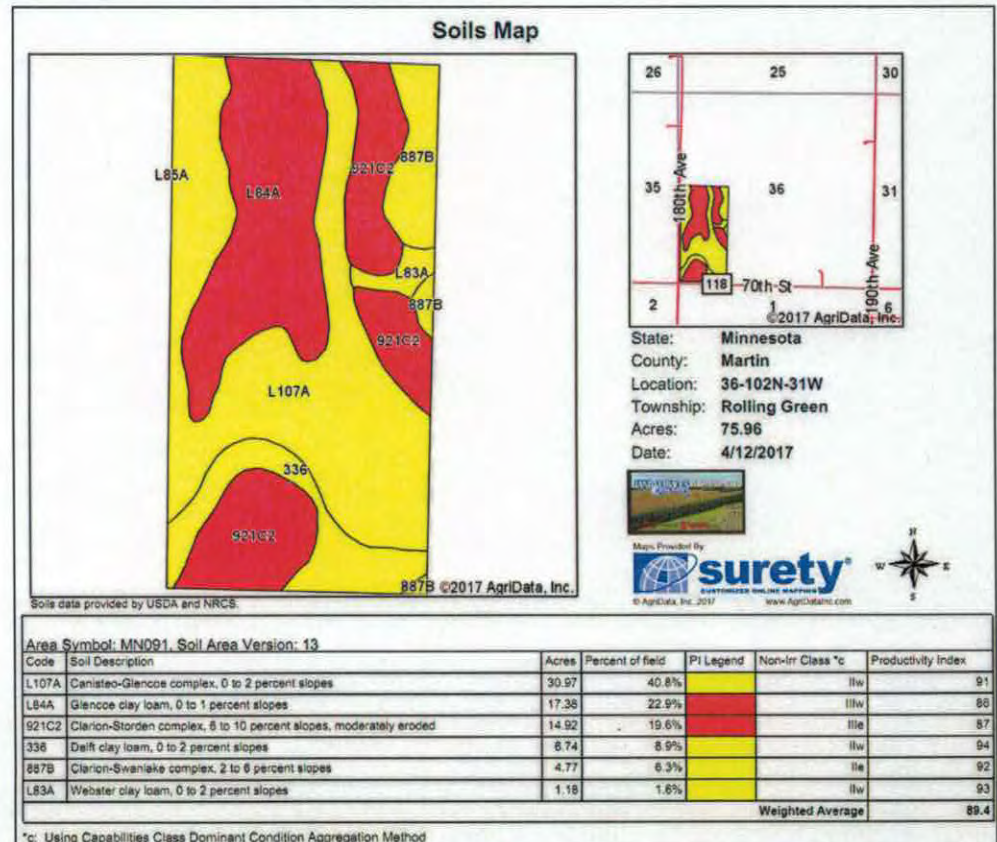 Soils Map
L85A
L84A
921C2
887B
L83A
887B
921C2
L107A
336
921C2
887B
©2017 AgriData, Inc.
Soils data provided by USDA and NRCS.
26
25
30
35
36
31
180th Ave
190th Ave
118
70th St
2
1
6
©2017 AgriData, Inc.
State: Minnesota
County: Martin
Location: 36-102N-31W
Township: Rolling Green
Acres: 75.96
Date: 4/12/2017
Maps Provided By
surety®
CUSTOMIZED ONLINE MAPPING
© AgriData, Inc. 2017 www.AgriDataInc.com
N
W E
S
Area Symbol: MN091, Soil Area Version: 13
Code Soil Description Acres Percent of field PI Legend Non-Irr Class *c Productivity Index
L107A Canisteo-Glencoe complex, 0 to 2 percent slopes 30.97 40.8% IIw 91
L84A Glencoe clay loam, 0 to 1 percent slopes 17.38 22.9% IIIw 86
921C2 Clarion-Storden complex, 6 to 10 percent slopes, moderately eroded 14.92 19.6% IIIe 87
336 Delft clay loam, 0 to 2 percent slopes 6.74 8.9% IIw 94
887B Clarion-Swanlake complex, 2 to 6 percent slopes 4.77 6.3% IIe 92
L83A Webster clay loam, 0 to 2 percent slopes 1.18 1.6% IIw 93
Weighted Average 89.4
*c: Using Capabilities Class Dominant Condition Aggregation Method